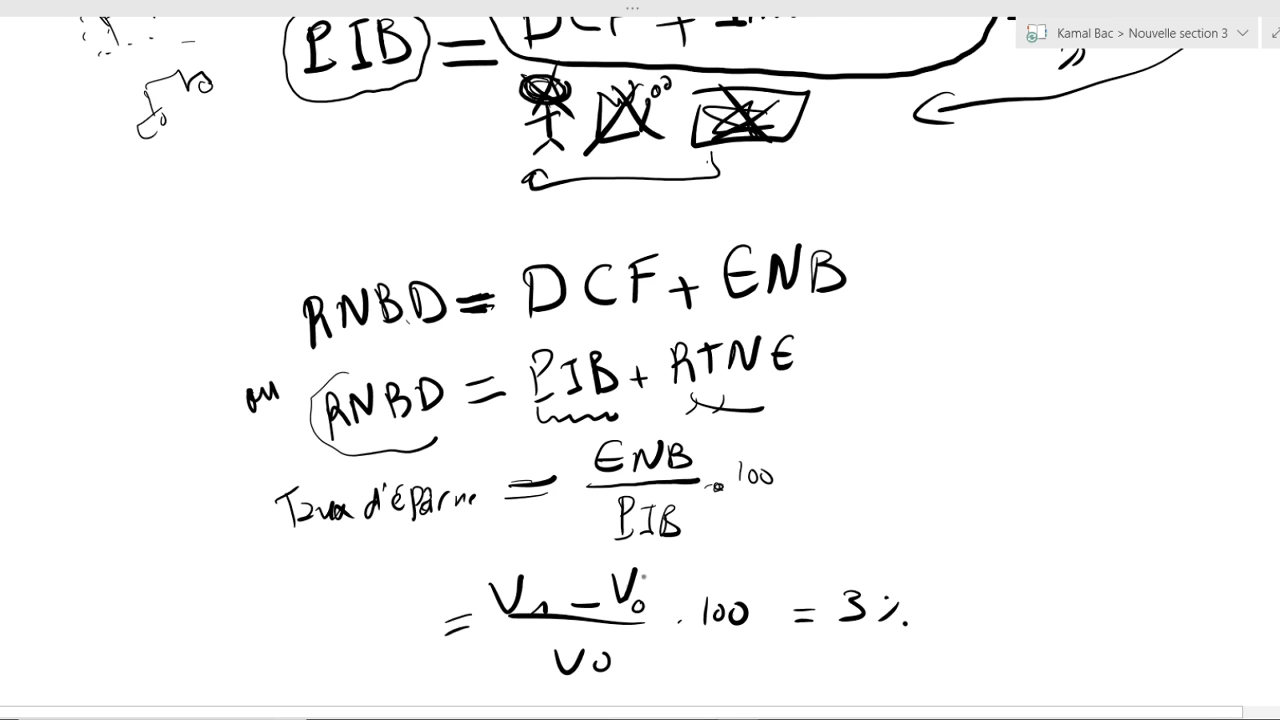 PIB = DCF +
Kamal Bac > Nouvelle section 3
RNBD = DCF + ENB
ou RNBD = PIB + RTNE
Taux d'épargne = ENB / PIB . 100
= V1 - V0 / V0 . 100 = 3 %